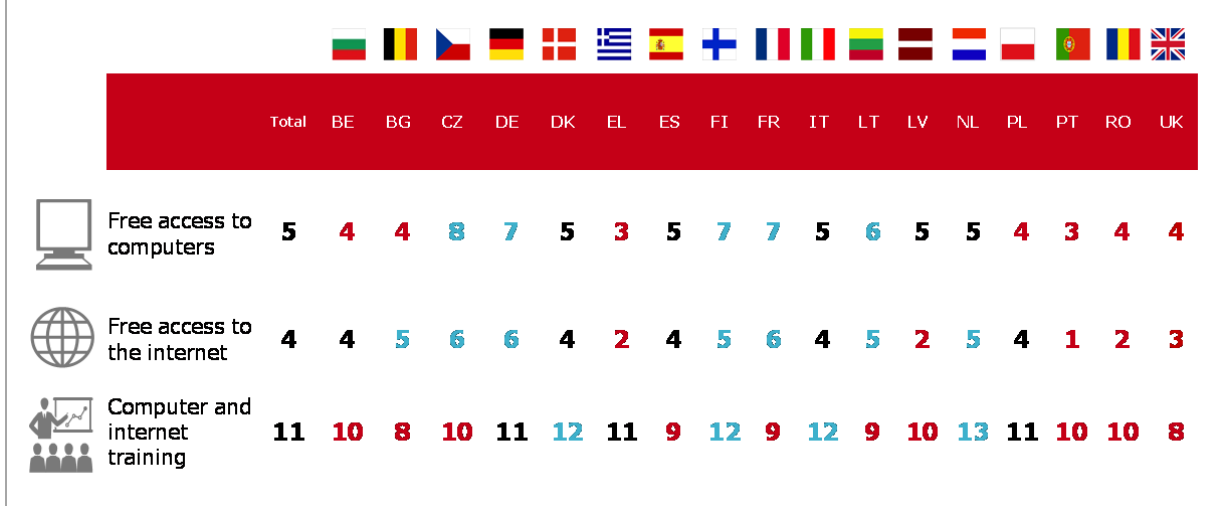 Total BE BG CZ DE DK EL ES FI FR IT LT LV NL PL PT RO UK
Free access to
computers
5 4 4 8 7 5 3 5 7 7 5 6 5 5 4 3 4 4
Free access to
the internet
4 4 5 6 6 4 2 4 5 6 4 5 2 5 4 1 2 3
Computer and
internet
training
11 10 8 10 11 12 11 9 12 9 12 9 10 13 11 10 10 8